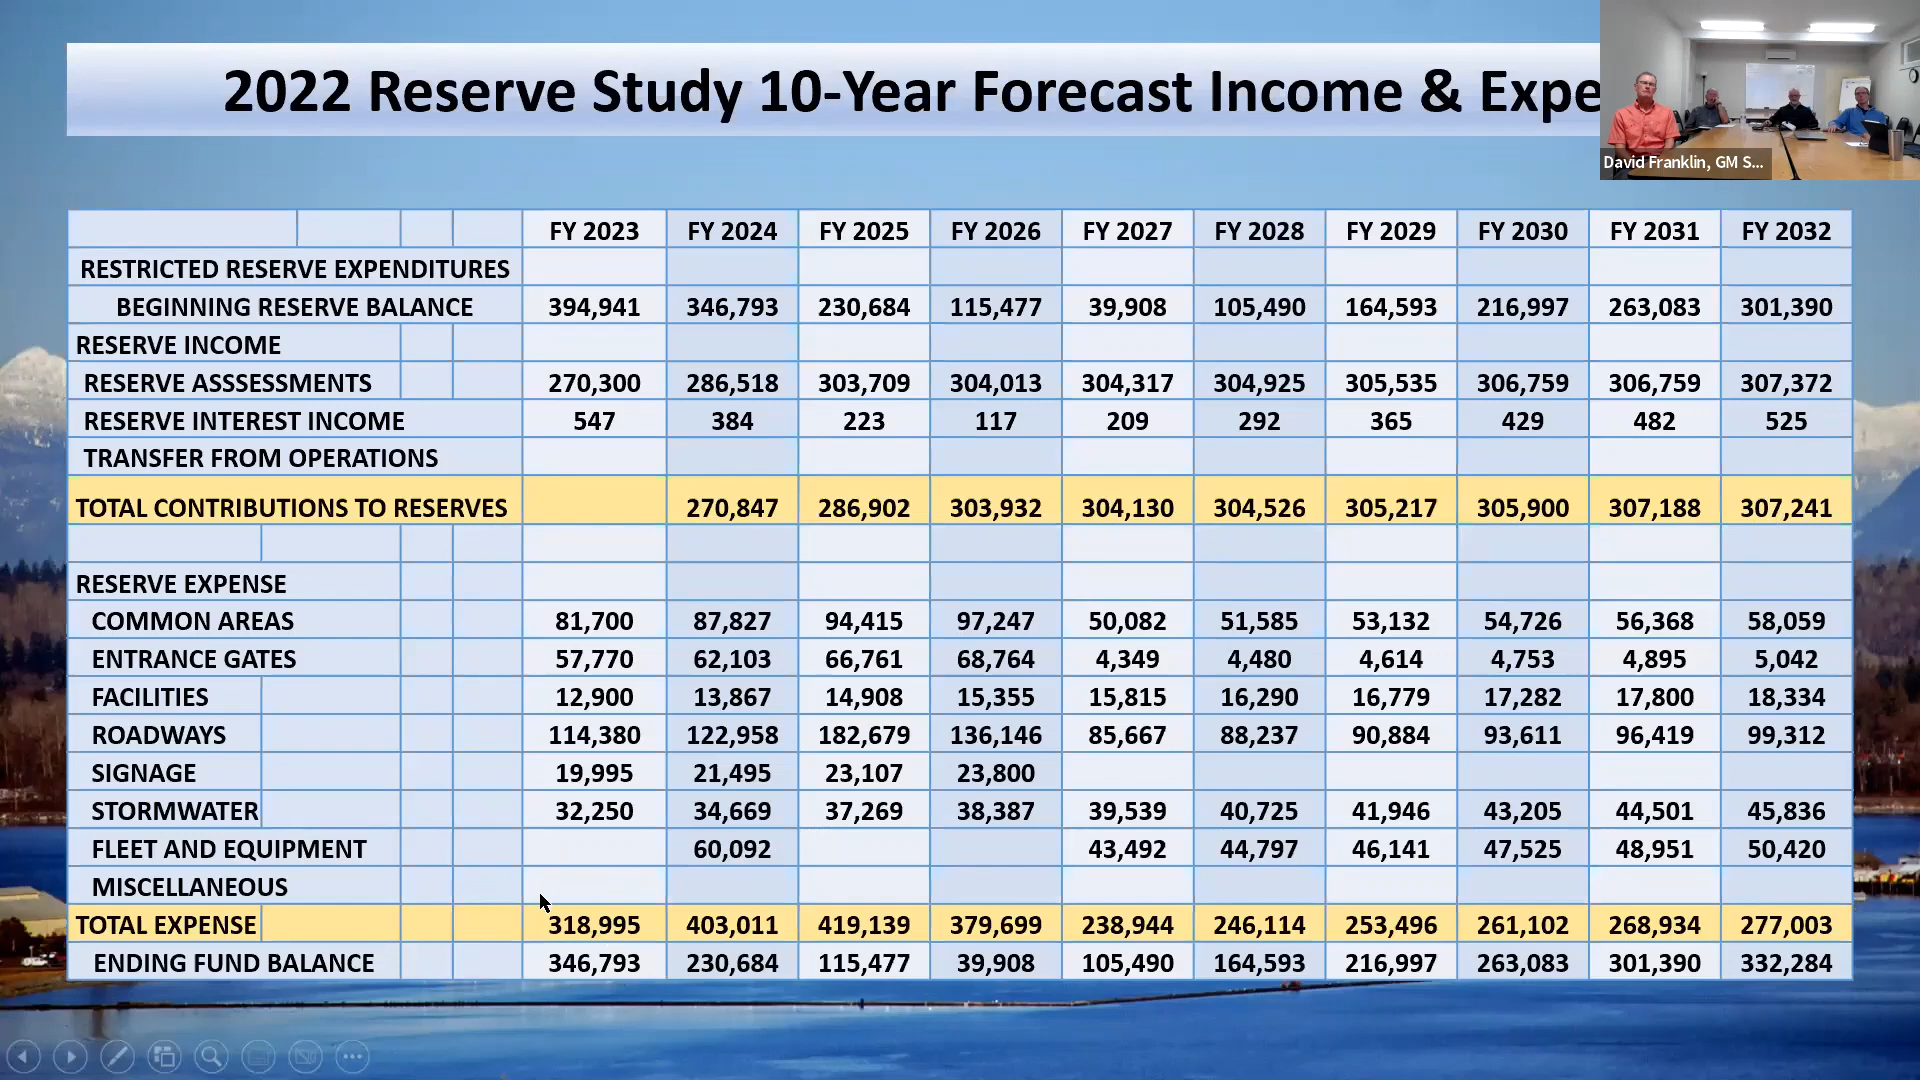 2022 Reserve Study 10-Year Forecast Income & Expe
David Franklin, GM S...
FY 2023 FY 2024 FY 2025 FY 2026 FY 2027 FY 2028 FY 2029 FY 2030 FY 2031 FY 2032
RESTRICTED RESERVE EXPENDITURES
BEGINNING RESERVE BALANCE 394,941 346,793 230,684 115,477 39,908 105,490 164,593 216,997 263,083 301,390
RESERVE INCOME
RESERVE ASSSESSMENTS 270,300 286,518 303,709 304,013 304,317 304,925 305,535 306,759 306,759 307,372
RESERVE INTEREST INCOME 547 384 223 117 209 292 365 429 482 525
TRANSFER FROM OPERATIONS
TOTAL CONTRIBUTIONS TO RESERVES 270,847 286,902 303,932 304,130 304,526 305,217 305,900 307,188 307,241
RESERVE EXPENSE
COMMON AREAS 81,700 87,827 94,415 97,247 50,082 51,585 53,132 54,726 56,368 58,059
ENTRANCE GATES 57,770 62,103 66,761 68,764 4,349 4,480 4,614 4,753 4,895 5,042
FACILITIES 12,900 13,867 14,908 15,355 15,815 16,290 16,779 17,282 17,800 18,334
ROADWAYS 114,380 122,958 182,679 136,146 85,667 88,237 90,884 93,611 96,419 99,312
SIGNAGE 19,995 21,495 23,107 23,800
STORMWATER 32,250 34,669 37,269 38,387 39,539 40,725 41,946 43,205 44,501 45,836
FLEET AND EQUIPMENT 60,092 43,492 44,797 46,141 47,525 48,951 50,420
MISCELLANEOUS
TOTAL EXPENSE 318,995 403,011 419,139 379,699 238,944 246,114 253,496 261,102 268,934 277,003
ENDING FUND BALANCE 346,793 230,684 115,477 39,908 105,490 164,593 216,997 263,083 301,390 332,284